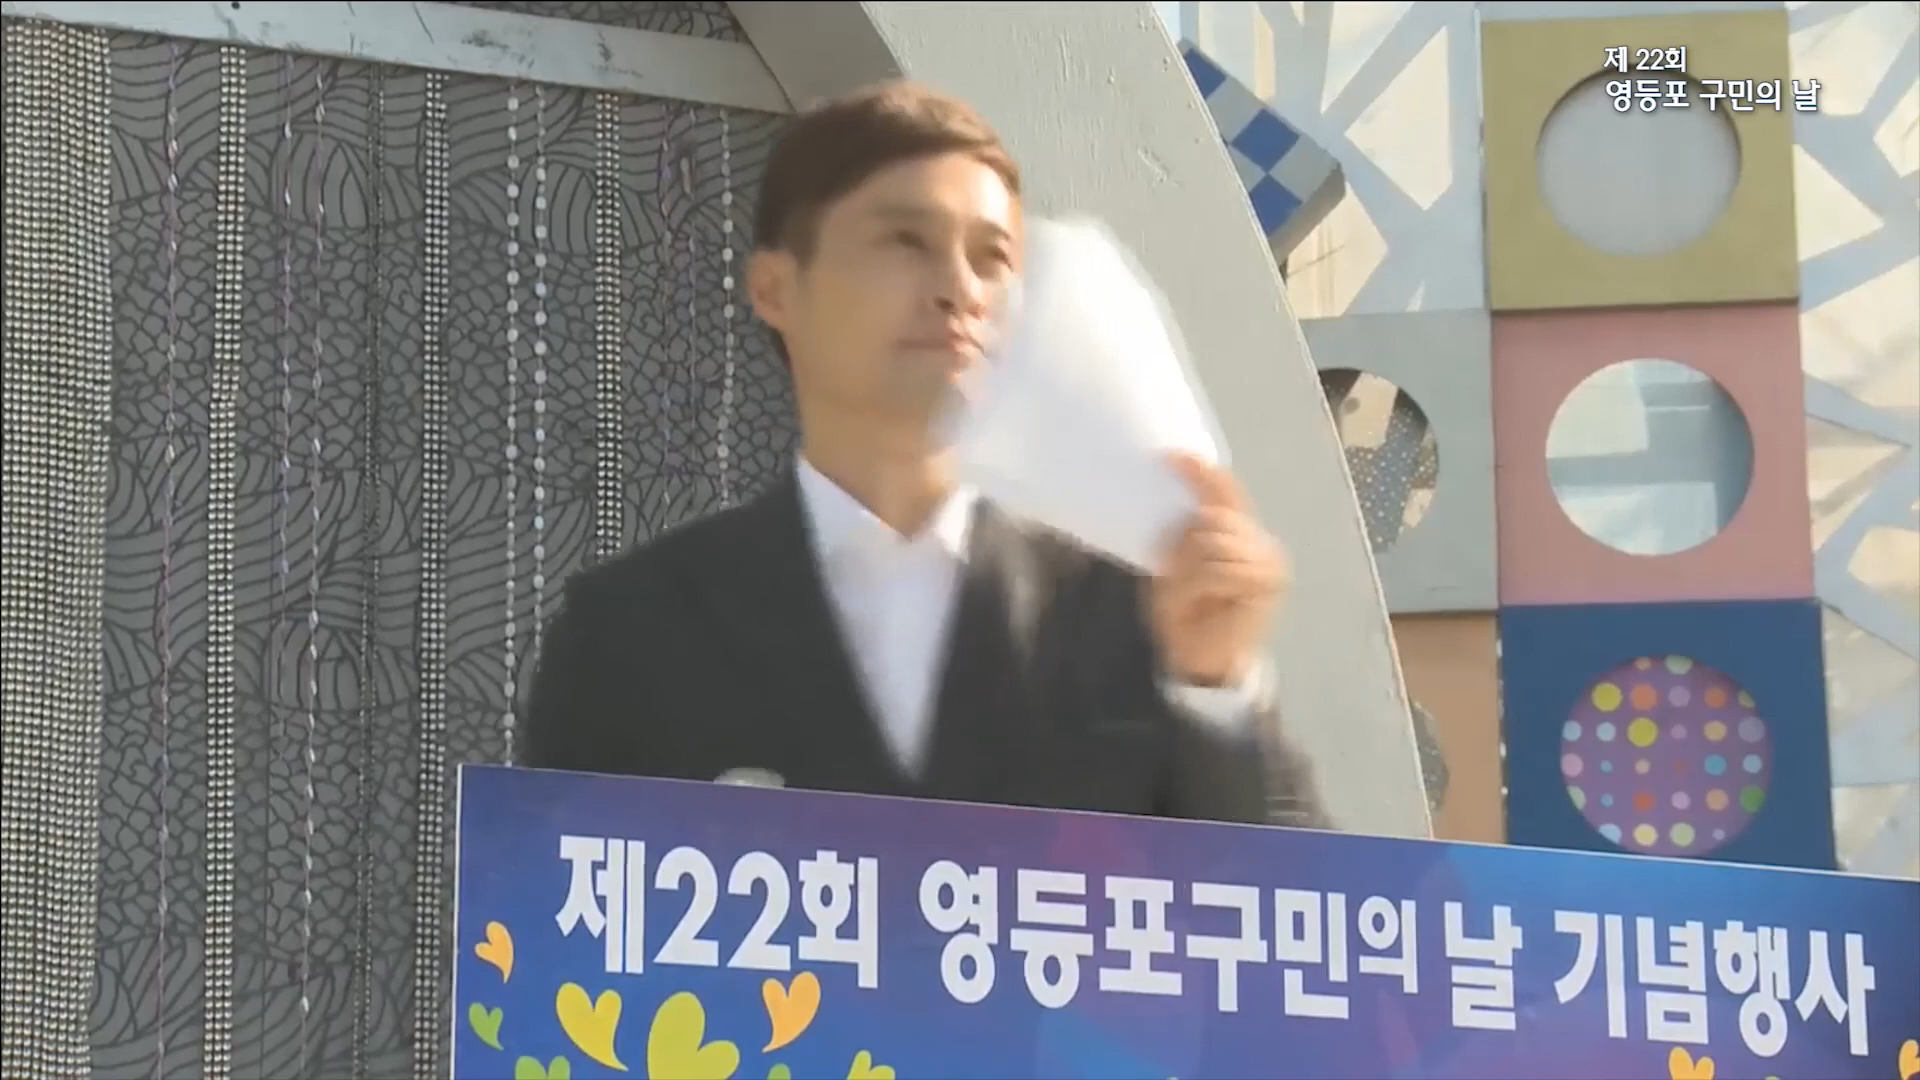 제 22회
영등포 구민의 날
제22회 영등포구민의 날 기념행사